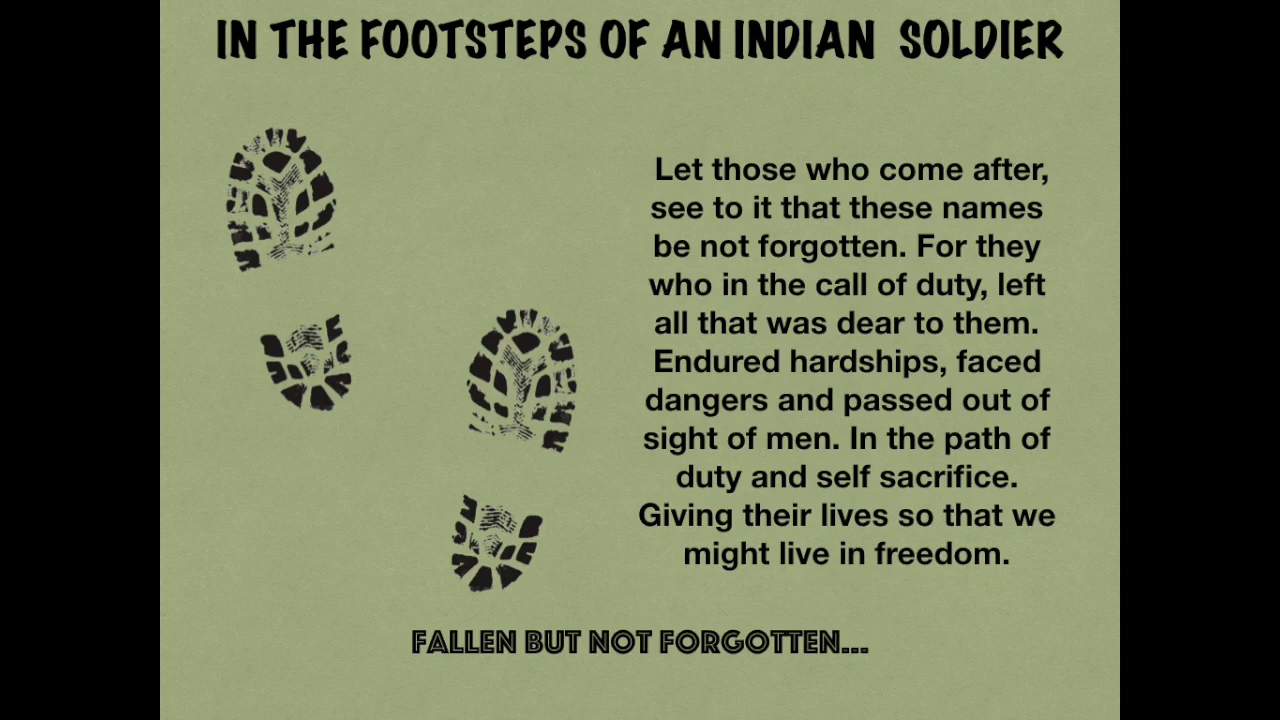 IN THE FOOTSTEPS OF AN INDIAN SOLDIER
Let those who come after,
see to it that these names
be not forgotten. For they
who in the call of duty, left
all that was dear to them.
Endured hardships, faced
dangers and passed out of
sight of men. In the path of
duty and self sacrifice.
Giving their lives so that we
might live in freedom.
FALLEN BUT NOT FORGOTTEN...